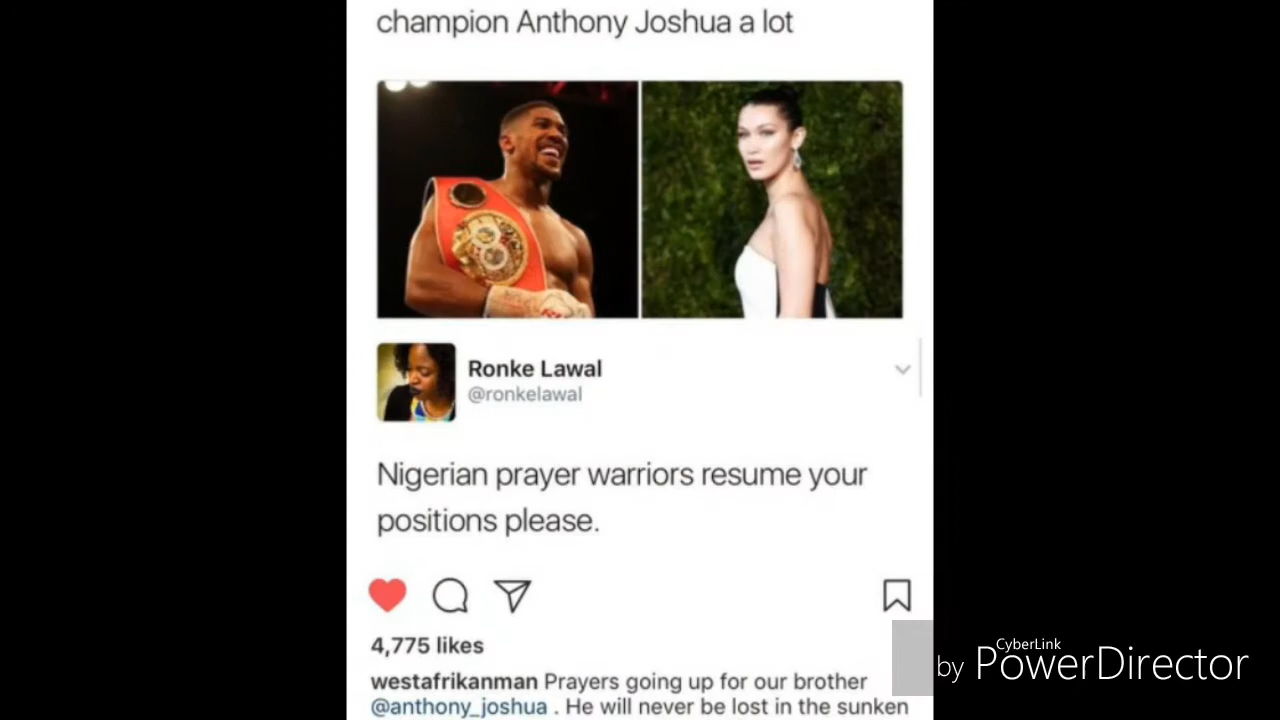 champion Anthony Joshua a lot
Ronke Lawal
@ronkelawal
Nigerian prayer warriors resume your
positions please.
4,775 likes
westafrikanman Prayers going up for our brother
@anthony_joshua . He will never be lost in the sunken
CyberLink
by PowerDirector